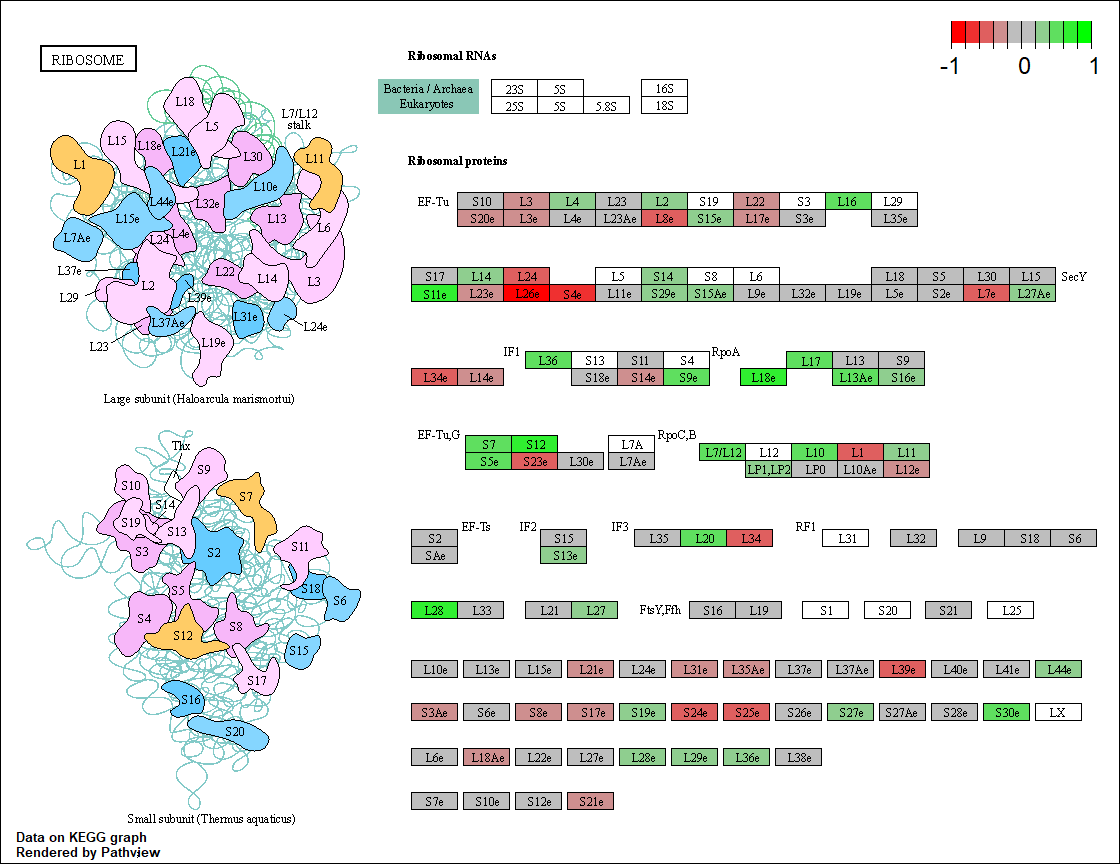 RIBOSOME
-1 0 1
Ribosomal RNAs
Bacteria / Archaea 23S 5S 16S
Eukaryotes 25S 5S 5.8S 18S
Ribosomal proteins
L18
L5
L7/L12
stalk
L15
L18e
L21e
L30
L11
L1
L10e
L44e
L32e
L15e
L13
L6
L7Ae
L24
L4e
L37e
L22
L14
L3
L2
L29
L39e
L37Ae
L31e
L24e
L23
L19e
Large subunit (Haloarcula marismortui)
Thx
S9
S10
S7
S14
S19
S13
S3
S2
S11
S5
S18
S6
S4
S12
S8
S15
S17
S16
S20
Small subunit (Thermus aquaticus)
EF-Tu S10 L3 L4 L23 L2 S19 L22 S3 L16 L29
S20e L3e L4e L23Ae L8e S15e L17e S3e L35e
S17 L14 L24 L5 S14 S8 L6 L18 S5 L30 L15 SecY
S11e L23e L26e S4e L11e S29e S15Ae L9e L32e L19e L5e S2e L7e L27Ae
IF1 L36 S13 S11 S4 RpoA L17 L13 S9
L34e L14e S18e S14e S9e L18e L13Ae S16e
EF-Tu,G S7 S12 L7A RpoC,B L7/L12 L12 L10 L1 L11
S5e S23e L30e L7Ae LP1,LP2 LP0 L10Ae L12e
S2 EF-Ts IF2 S15 IF3 L35 L20 L34 RF1 L31 L32 L9 S18 S6
SAe S13e
L28 L33 L21 L27 FtsY,Ffh S16 L19 S1 S20 S21 L25
L10e L13e L15e L21e L24e L31e L35Ae L37e L37Ae L39e L40e L41e L44e
S3Ae S6e S8e S17e S19e S24e S25e S26e S27e S27Ae S28e S30e LX
L6e L18Ae L22e L27e L28e L29e L36e L38e
S7e S10e S12e S21e
Data on KEGG graph
Rendered by Pathview